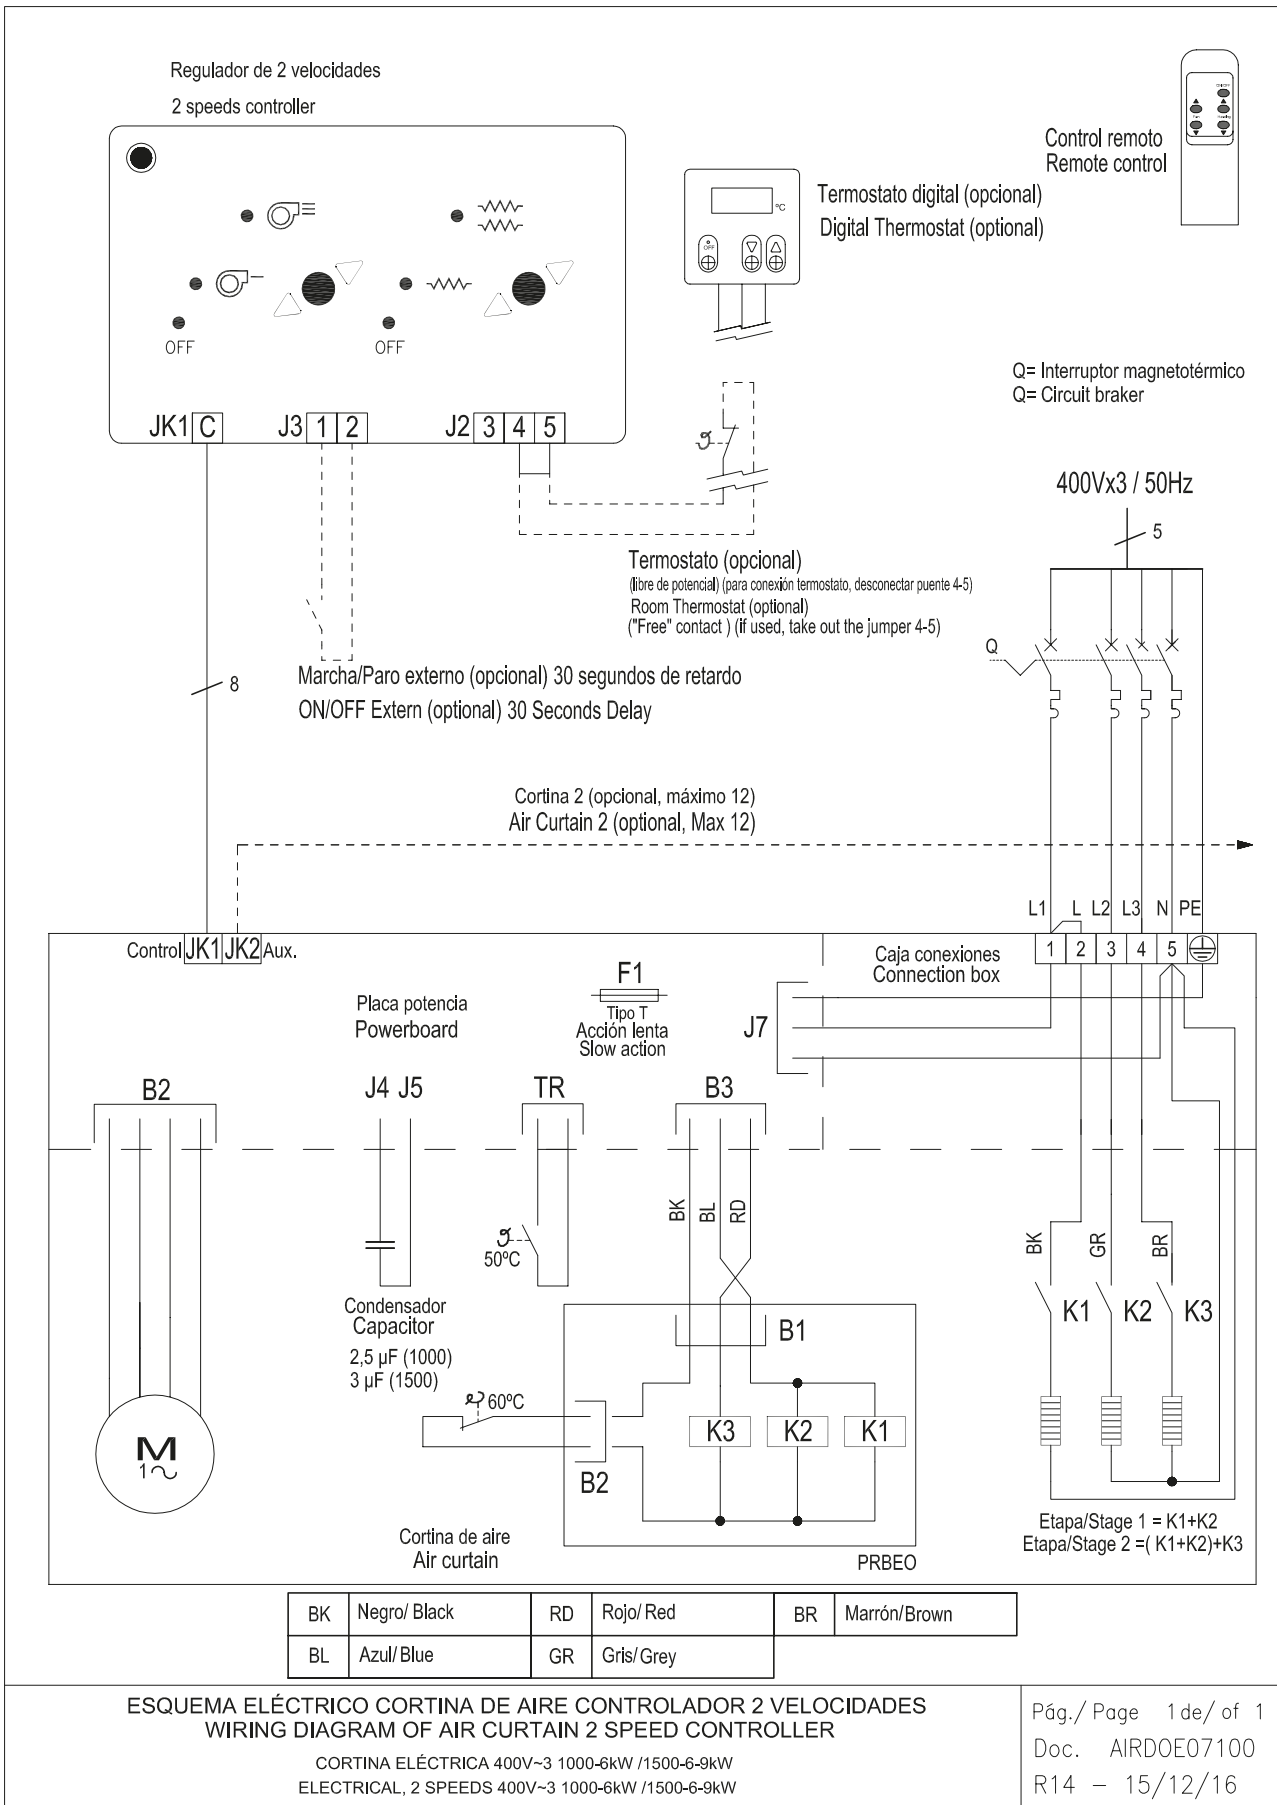 Regulador de 2 velocidades
2 speeds controller
Control remoto
Remote control
Termostato digital (opcional)
Digital Thermostat (optional)
ºC
OFF
OFF
OFF
JK1 C
J3 1 2
J2 3 4 5
Q= Interruptor magnetotérmico
Q= Circuit braker
400Vx3 / 50Hz
5
Termostato (opcional)
(libre de potencial) (para conexión termostato, desconectar puente 4-5)
Room Thermostat (optional)
("Free" contact ) (if used, take out the jumper 4-5)
Q
8
Marcha/Paro externo (opcional) 30 segundos de retardo
ON/OFF Extern (optional) 30 Seconds Delay
Cortina 2 (opcional, máximo 12)
Air Curtain 2 (optional, Max 12)
L1 L L2 L3 N PE
Control JK1 JK2 Aux.
Caja conexiones
Connection box
1 2 3 4 5
Placa potencia
Powerboard
F1
Tipo T
Acción lenta
Slow action
J7
B2
J4 J5
TR
B3
BK
BL
RD
BK
GR
BR
50ºC
K1
K2
K3
Condensador
Capacitor
2,5 µF (1000)
3 µF (1500)
B1
60ºC
K3
K2
K1
M
1
B2
Cortina de aire
Air curtain
PRBEO
Etapa/Stage 1 = K1+K2
Etapa/Stage 2 =( K1+K2)+K3
BK Negro/ Black RD Rojo/ Red BR Marrón/Brown
BL Azul/ Blue GR Gris/ Grey
ESQUEMA ELÉCTRICO CORTINA DE AIRE CONTROLADOR 2 VELOCIDADES
WIRING DIAGRAM OF AIR CURTAIN 2 SPEED CONTROLLER
CORTINA ELÉCTRICA 400V~3 1000-6kW /1500-6-9kW
ELECTRICAL, 2 SPEEDS 400V~3 1000-6kW /1500-6-9kW
Pág./ Page 1 de/ of 1
Doc. AIRDOE07100
R14 - 15/12/16